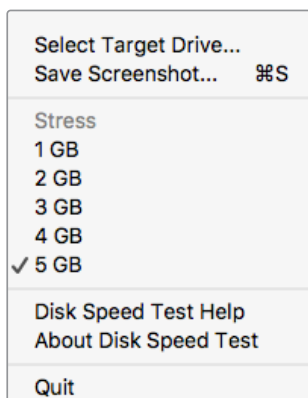 Select Target Drive...
Save Screenshot... ⌘S
Stress
1 GB
2 GB
3 GB
4 GB
✓ 5 GB
Disk Speed Test Help
About Disk Speed Test
Quit